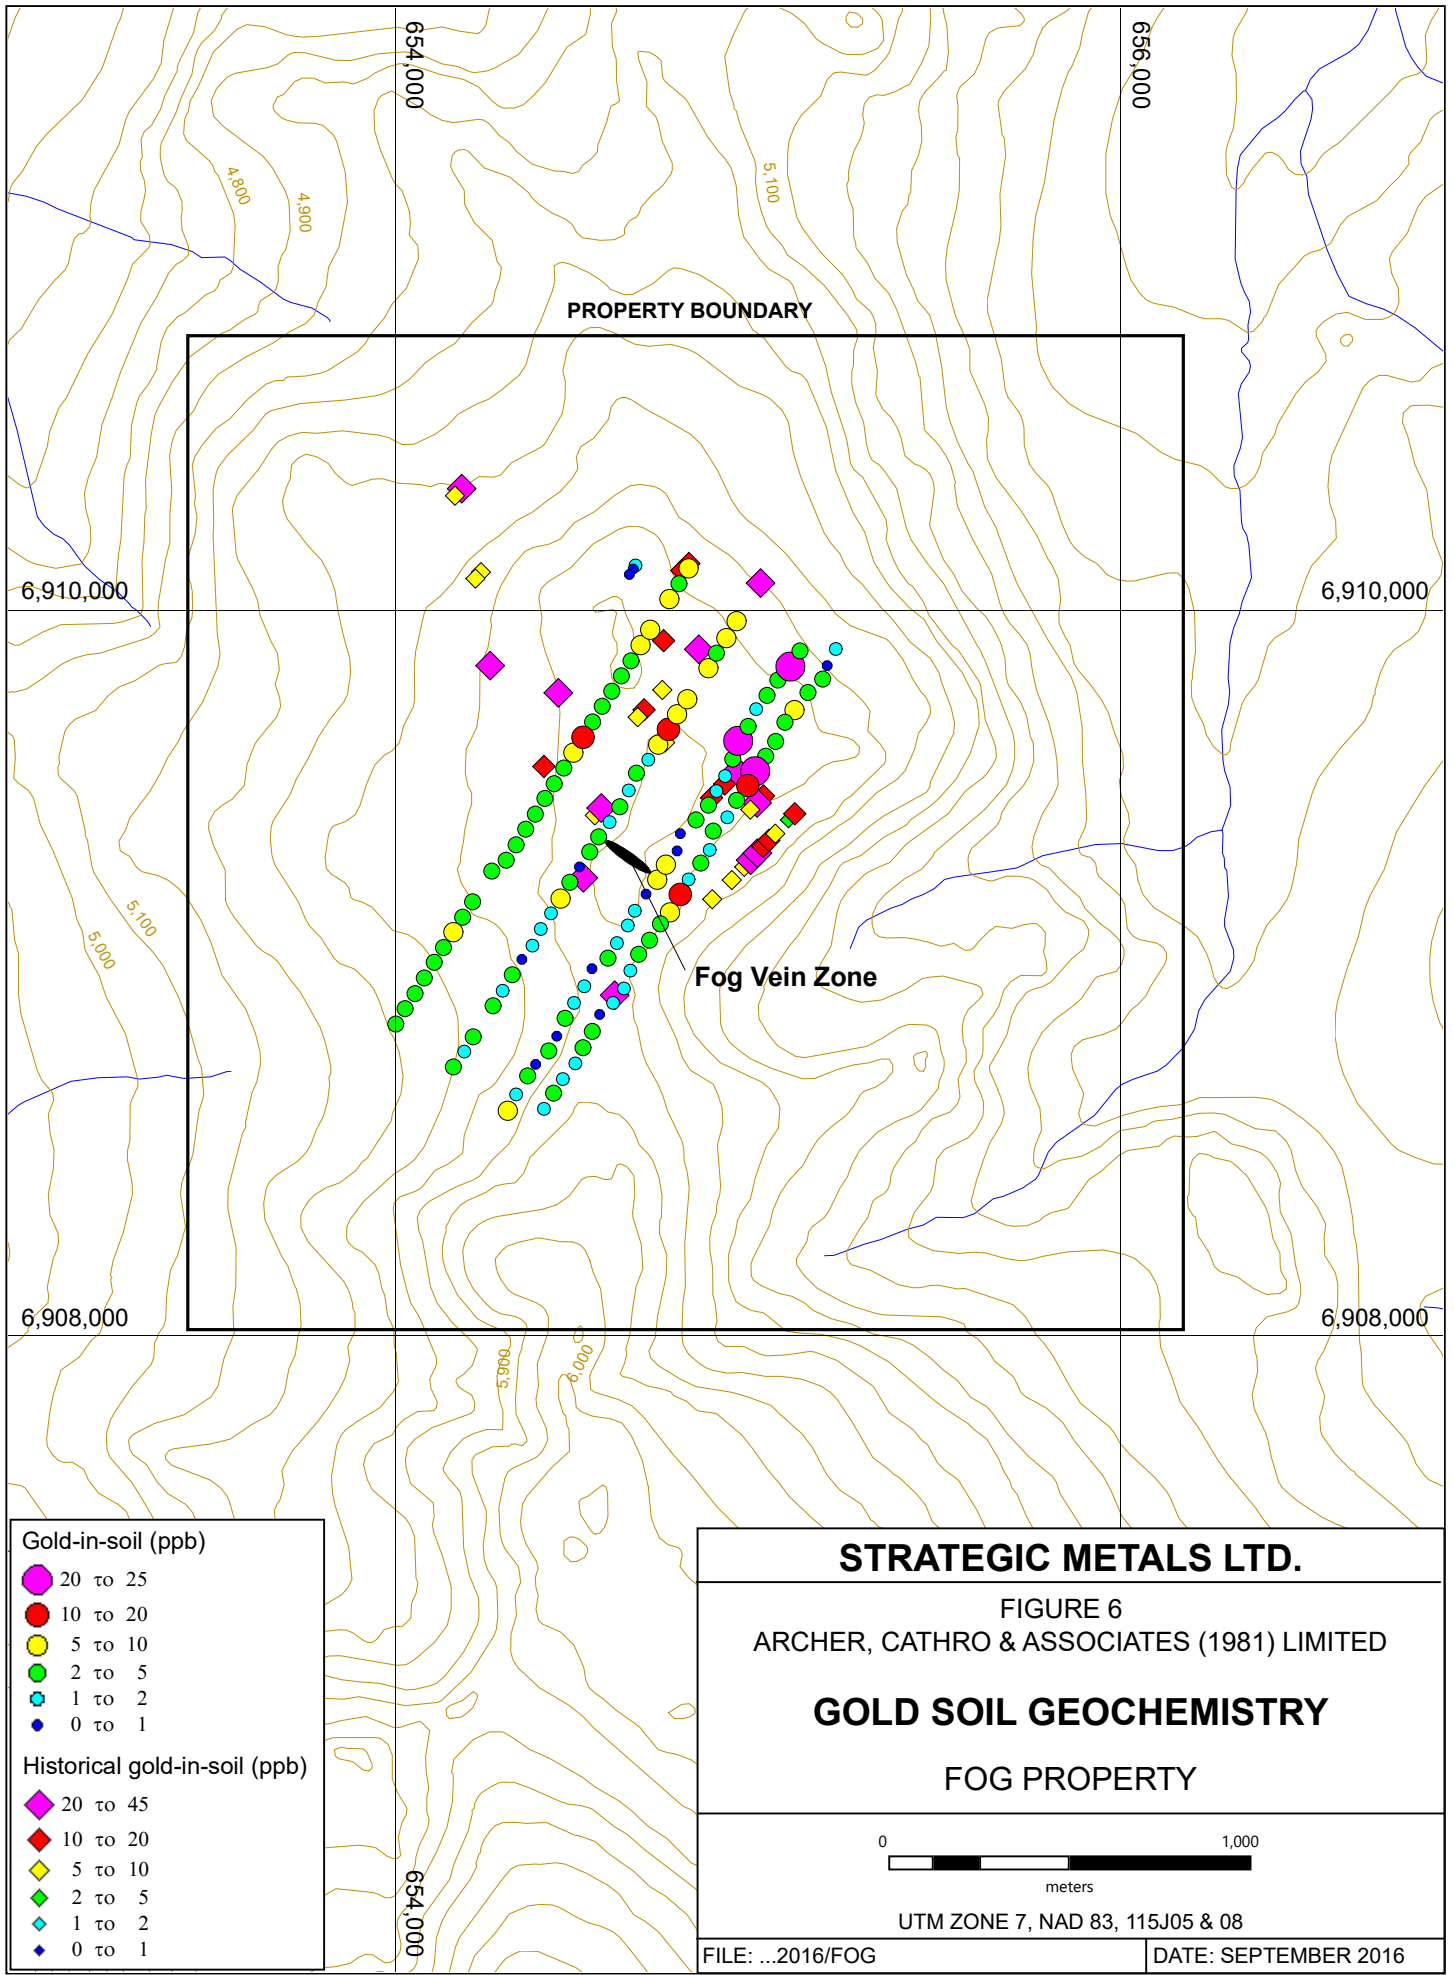 654,000
656,000
4,800
4,900
5,100
PROPERTY BOUNDARY
6,910,000
6,910,000
5,100
5,000
Fog Vein Zone
6,908,000
6,908,000
5,900
6,000
Gold-in-soil (ppb)
20 to 25
10 to 20
5 to 10
2 to 5
1 to 2
0 to 1
Historical gold-in-soil (ppb)
20 to 45
10 to 20
5 to 10
2 to 5
1 to 2
0 to 1
654,000
STRATEGIC METALS LTD.
FIGURE 6
ARCHER, CATHRO & ASSOCIATES (1981) LIMITED
GOLD SOIL GEOCHEMISTRY
FOG PROPERTY
0 1,000
meters
UTM ZONE 7, NAD 83, 115J05 & 08
FILE: ...2016/FOG
DATE: SEPTEMBER 2016